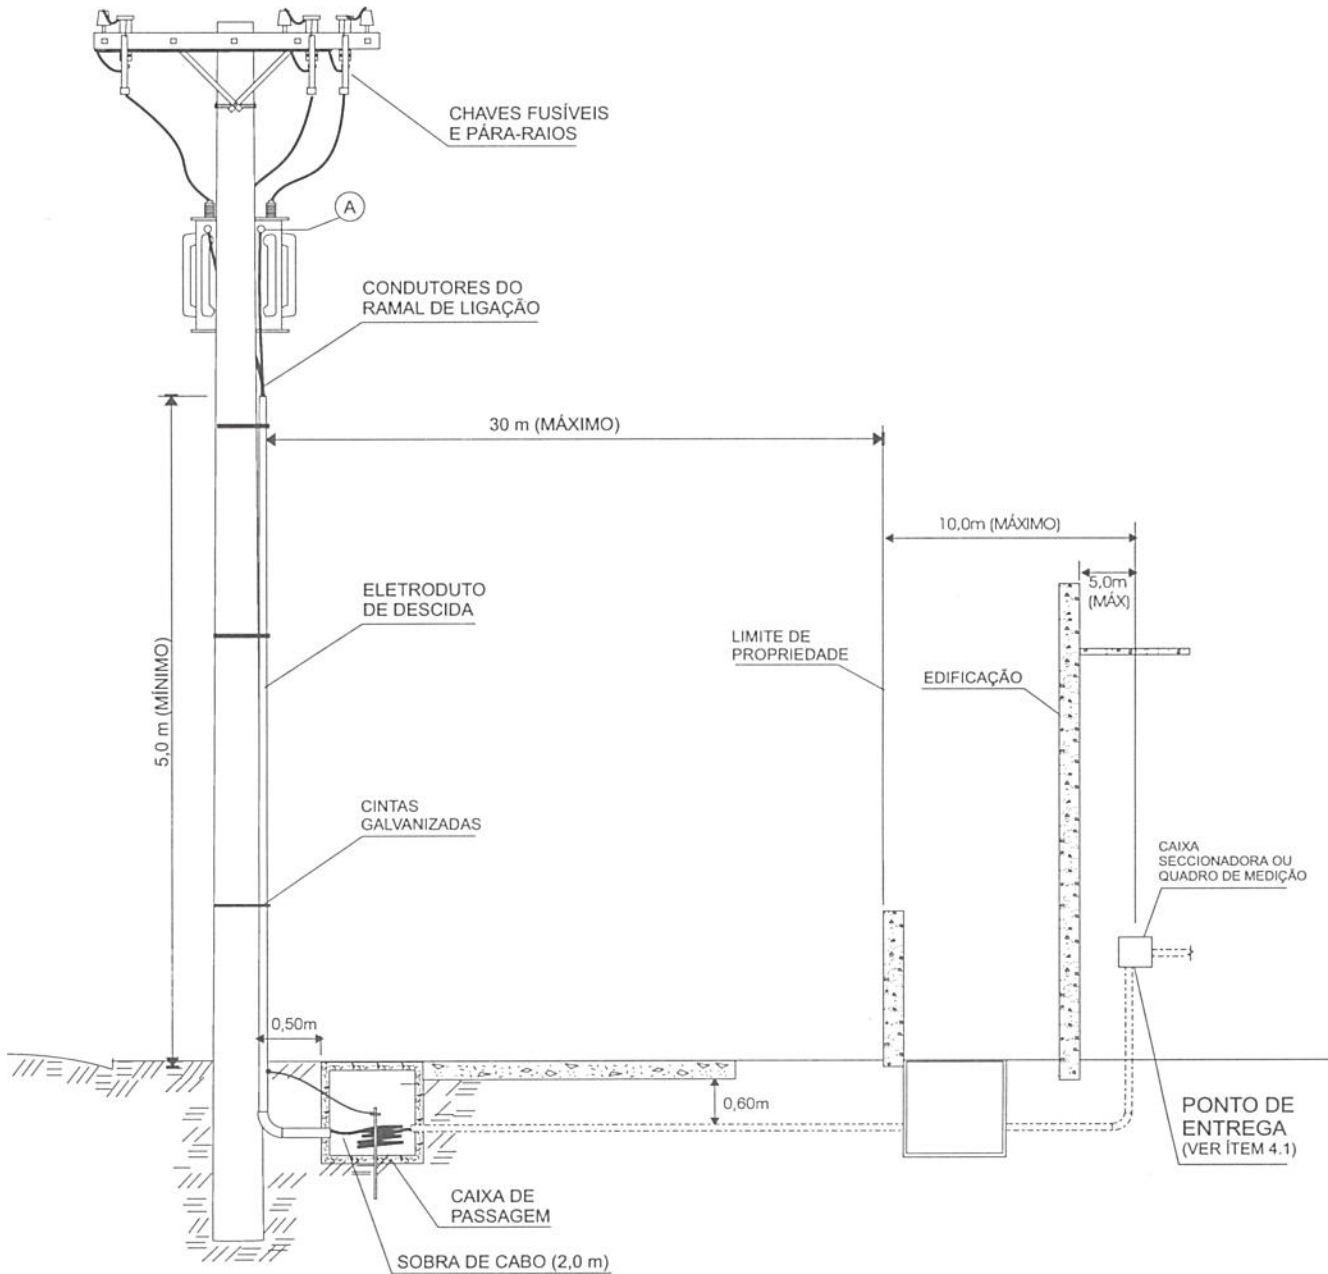 CHAVES FUSÍVEIS
E PÁRA-RAIOS
A
CONDUTORES DO
RAMAL DE LIGAÇÃO
30 m (MÁXIMO)
10,0m (MÁXIMO)
5,0m
(MÁX)
ELETRODUTO
DE DESCIDA
LIMITE DE
PROPRIEDADE
EDIFICAÇÃO
5,0 m (MÍNIMO)
CINTAS
GALVANIZADAS
CAIXA
SECCIONADORA OU
QUADRO DE MEDIÇÃO
0,50m
0,60m
PONTO DE
ENTREGA
(VER ÍTEM 4.1)
CAIXA DE
PASSAGEM
SOBRA DE CABO (2,0 m)